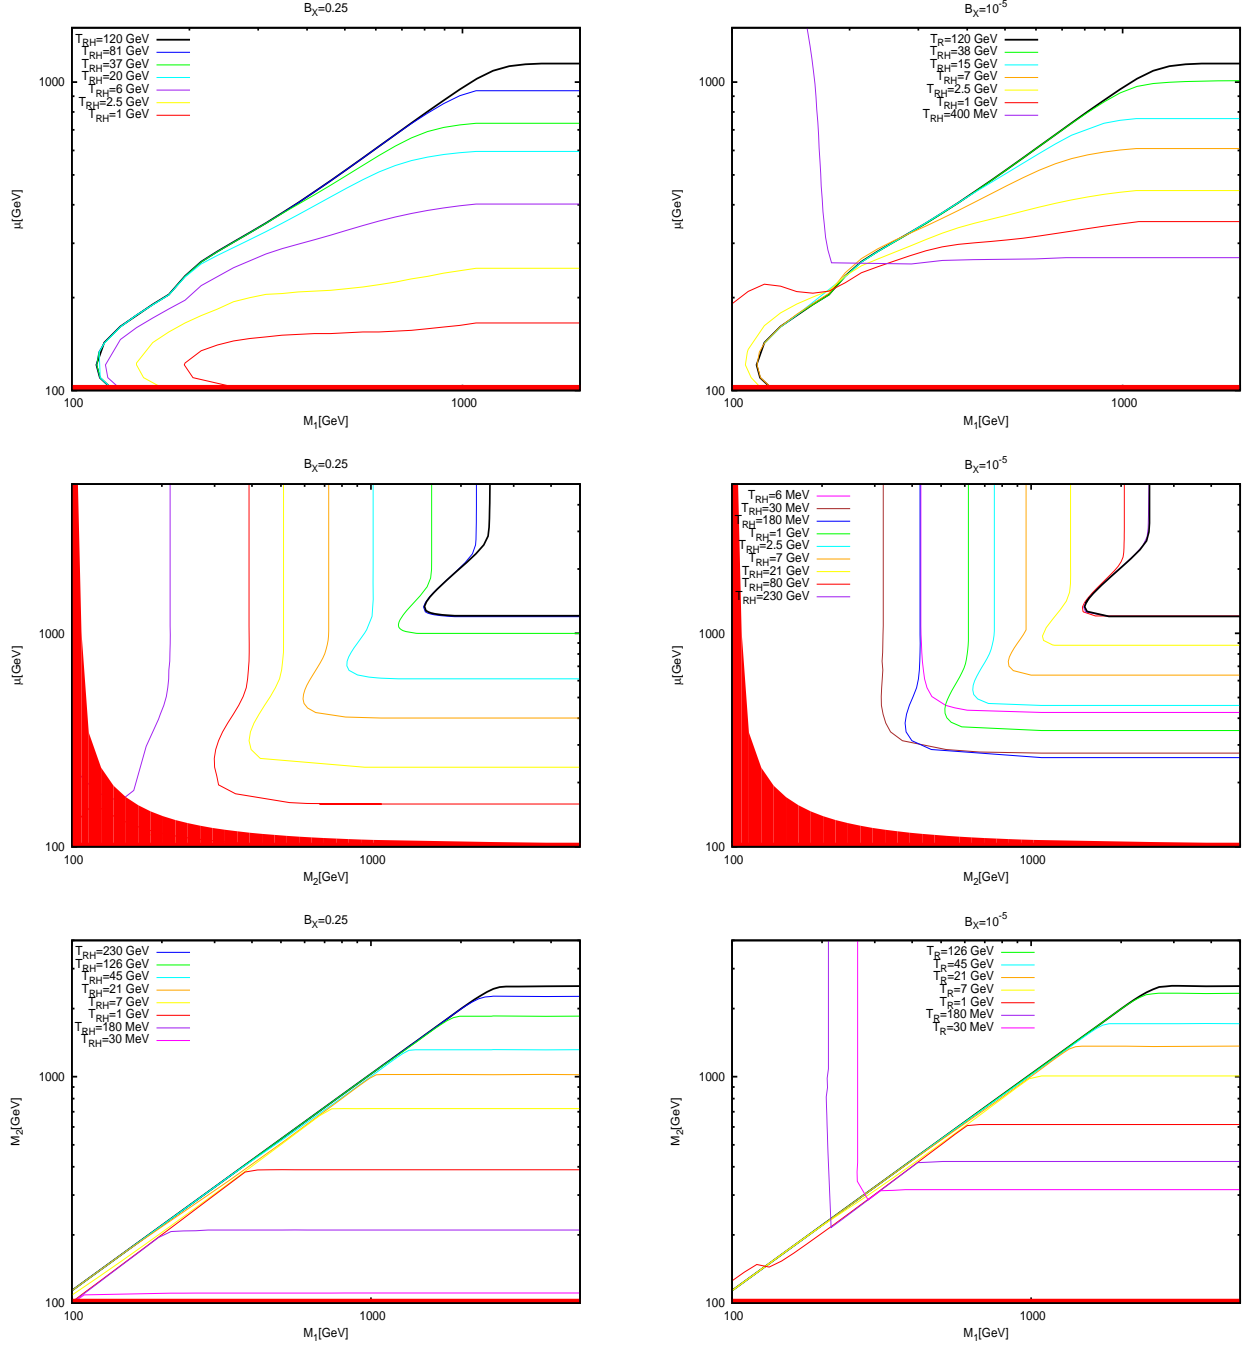 B_X=0.25
T_RH=120 GeV
T_RH=81 GeV
T_RH=37 GeV
T_RH=20 GeV
T_RH=6 GeV
T_RH=2.5 GeV
T_RH=1 GeV
1000
100
μ[GeV]
100 1000
M_1[GeV]
B_X=10^-5
T_R=120 GeV
T_RH=38 GeV
T_RH=15 GeV
T_RH=7 GeV
T_RH=2.5 GeV
T_RH=1 GeV
T_RH=400 MeV
1000
100
μ[GeV]
100 1000
M_1[GeV]
B_X=0.25
1000
100
μ[GeV]
100 1000
M_2[GeV]
B_X=10^-5
T_RH=6 MeV
T_RH=30 MeV
T_RH=180 MeV
T_RH=1 GeV
T_RH=2.5 GeV
T_RH=7 GeV
T_RH=21 GeV
T_RH=80 GeV
T_RH=230 GeV
1000
100
μ[GeV]
100 1000
M_2[GeV]
B_X=0.25
T_RH=230 GeV
T_RH=126 GeV
T_RH=45 GeV
T_RH=21 GeV
T_RH=7 GeV
T_RH=1 GeV
T_RH=180 MeV
T_RH=30 MeV
1000
100
M_2[GeV]
100 1000
M_1[GeV]
B_X=10^-5
T_R=126 GeV
T_R=45 GeV
T_R=21 GeV
T_R=7 GeV
T_R=1 GeV
T_R=180 MeV
T_R=30 MeV
1000
100
M_2[GeV]
100 1000
M_1[GeV]